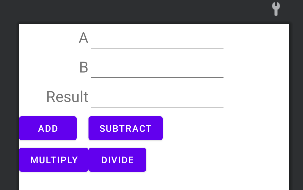 A
B
Result
ADD SUBTRACT
MULTIPLY DIVIDE